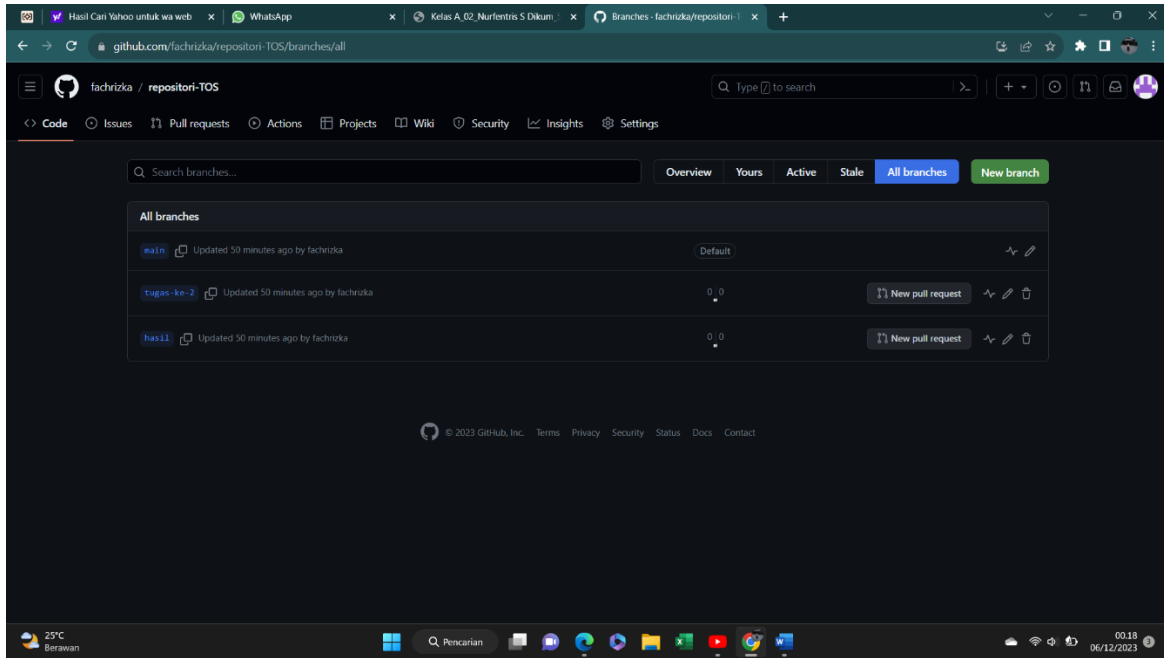 Hasil Cari Yahoo untuk wa web
WhatsApp
Kelas A_02_Nurfentris S Dikum_
Branches · fachrizka/repositori-T
github.com/fachrizka/repositori-TOS/branches/all
fachrizka / repositori-TOS
Type / to search
Code Issues Pull requests Actions Projects Wiki Security Insights Settings
Search branches...
Overview Yours Active Stale All branches New branch
All branches
main Updated 50 minutes ago by fachrizka Default
tugas-ke-2 Updated 50 minutes ago by fachrizka 0 0 New pull request
hasil Updated 50 minutes ago by fachrizka 0 0 New pull request
© 2023 GitHub, Inc. Terms Privacy Security Status Docs Contact
25°C
Berawan
Pencarian
00.18
06/12/2023
3